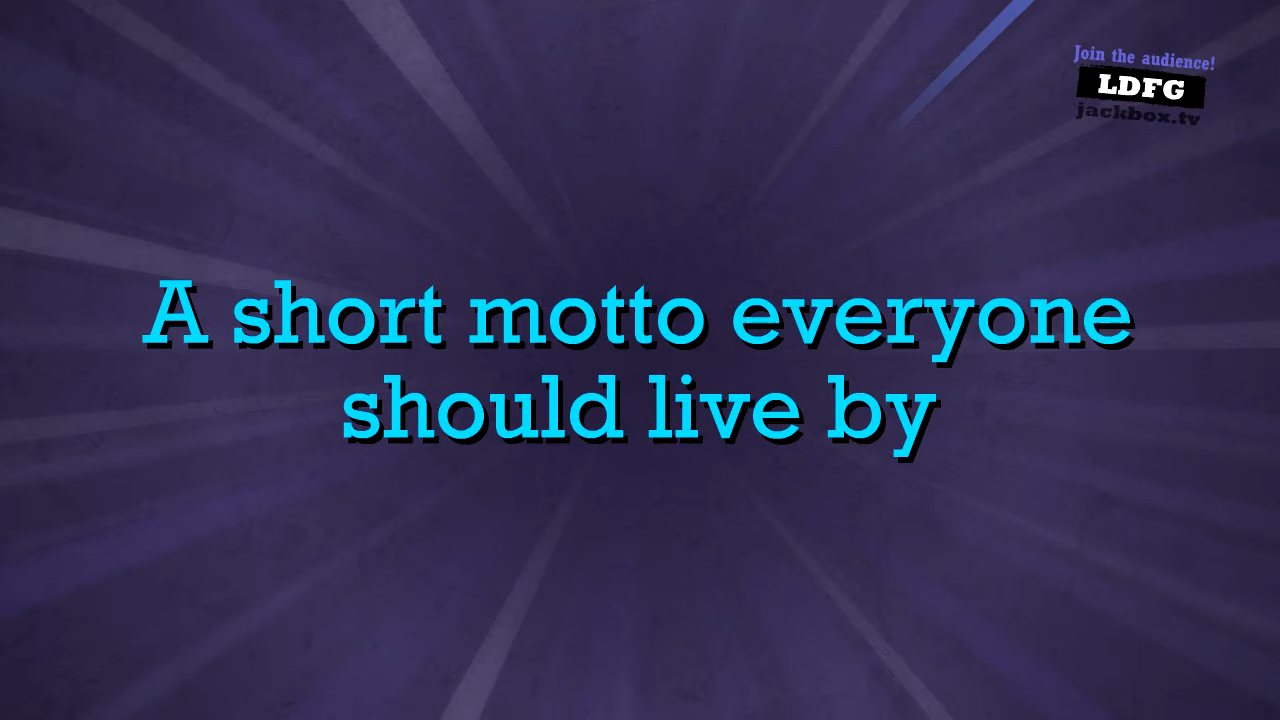 Join the audience!
LDFG
jackbox.tv
A short motto everyone
should live by